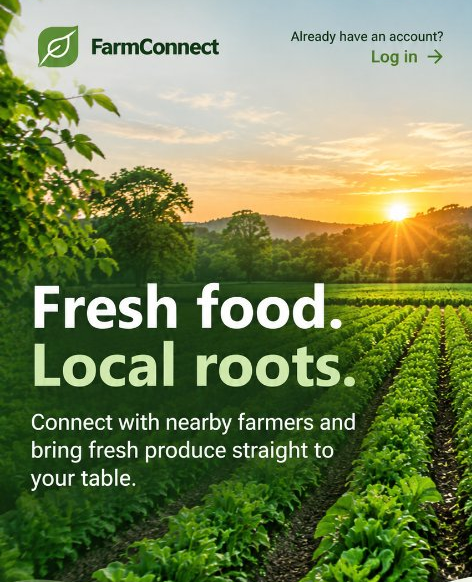 FarmConnect
Already have an account?
Log in →
Fresh food.
Local roots.
Connect with nearby farmers and
bring fresh produce straight to
your table.